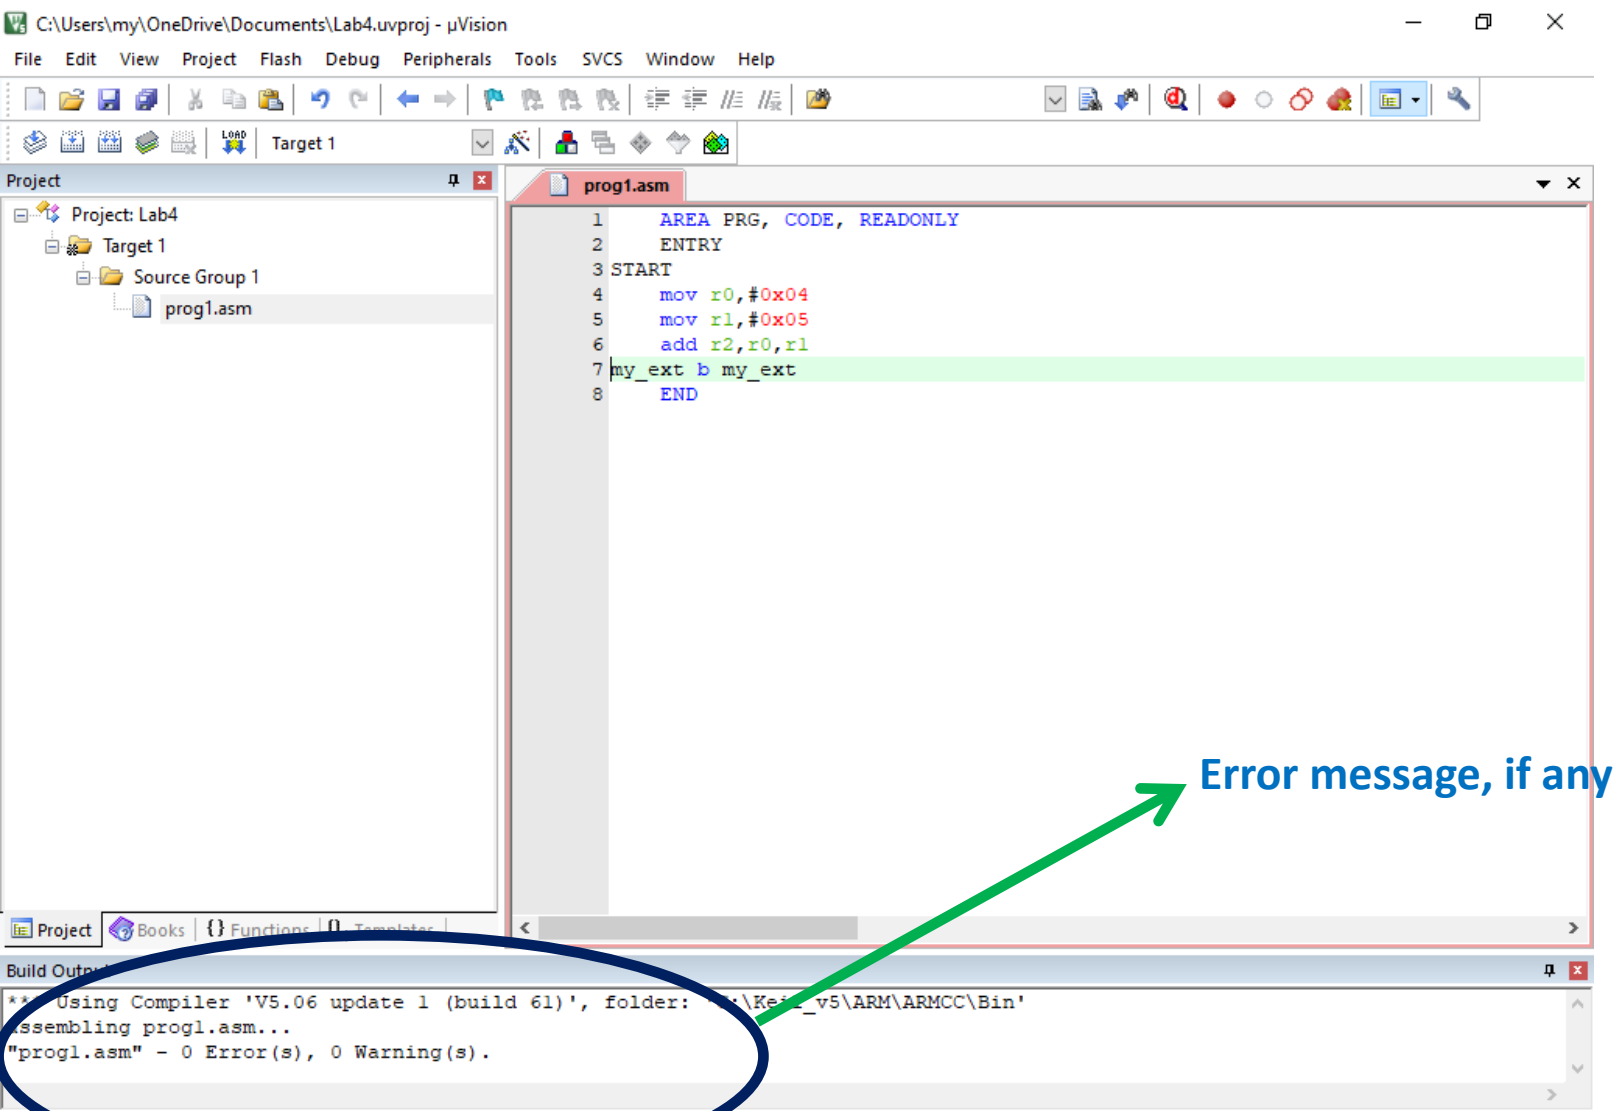 C:\Users\my\OneDrive\Documents\Lab4.uvproj - µVision
File Edit View Project Flash Debug Peripherals Tools SVCS Window Help
LOAD Target 1
Project
prog1.asm
Project: Lab4
Target 1
Source Group 1
prog1.asm
1 AREA PRG, CODE, READONLY
2 ENTRY
3 START
4 mov r0,#0x04
5 mov r1,#0x05
6 add r2,r0,r1
7 my_ext b my_ext
8 END
Error message, if any
Project Books {} Functions Templates
Build Output
*** Using Compiler 'V5.06 update 1 (build 61)', folder: 'C:\Keil_v5\ARM\ARMCC\Bin'
assembling prog1.asm...
"prog1.asm" - 0 Error(s), 0 Warning(s).